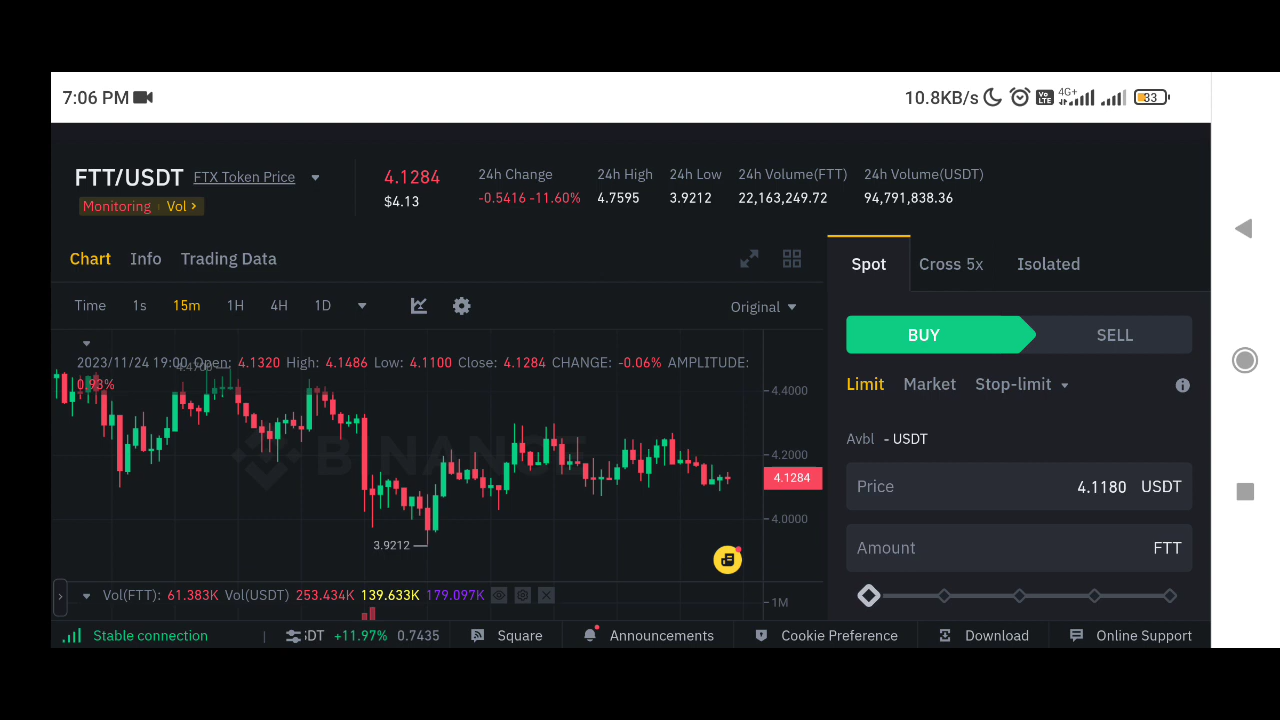 7:06 PM 10.8KB/s Vo LTE 4G+ 33
FTT/USDT FTX Token Price
Monitoring Vol >
4.1284
$4.13
24h Change
-0.5416 -11.60%
24h High
4.7595
24h Low
3.9212
24h Volume(FTT)
22,163,249.72
24h Volume(USDT)
94,791,838.36
Chart Info Trading Data
Time 1s 15m 1H 4H 1D Original
2023/11/24 19:00 Open: 4.1320 High: 4.1486 Low: 4.1100 Close: 4.1284 CHANGE: -0.06% AMPLITUDE:
0.93%
4.4000
BINANCE
4.2000
4.1284
4.0000
3.9212
Vol(FTT): 61.383K Vol(USDT) 253.434K 139.633K 179.097K
1M
Spot Cross 5x Isolated
BUY SELL
Limit Market Stop-limit
Avbl - USDT
Price 4.1180 USDT
Amount FTT
Stable connection +11.97% 0.7435 Square Announcements Cookie Preference Download Online Support